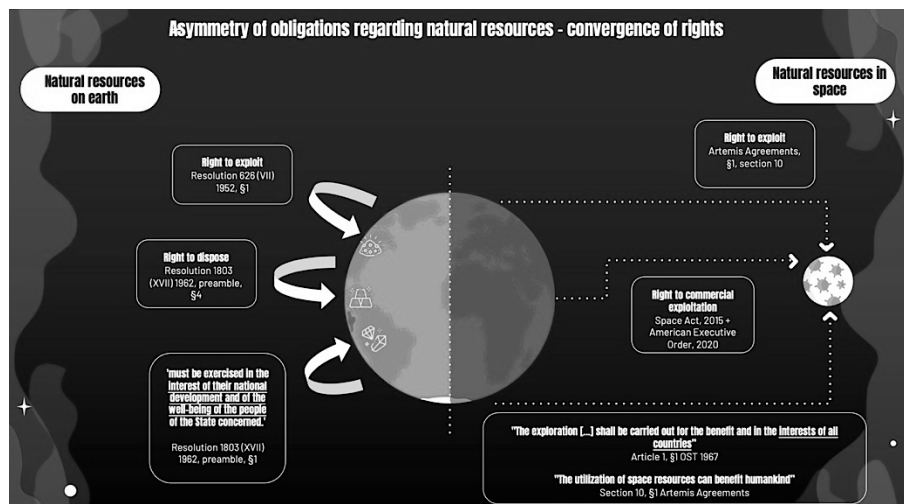 Asymmetry of obligations regarding natural resources - convergence of rights
Natural resources
on earth
Natural resources in
space
Right to exploit
Resolution 626 (VII)
1952, §1
Right to dispose
Resolution 1803
(XVII) 1962, preamble,
§4
'must be exercised in the
interest of their national
development and of the
well-being of the people
of the State concerned.'
Resolution 1803 (XVII)
1962, preamble, §1
Right to exploit
Artemis Agreements,
§1, section 10
Right to commercial
exploitation
Space Act, 2015 +
American Executive
Order, 2020
"The exploration [...] shall be carried out for the benefit and in the interests of all
countries"
Article 1, §1 OST 1967
"The utilization of space resources can benefit humankind"
Section 10, §1 Artemis Agreements